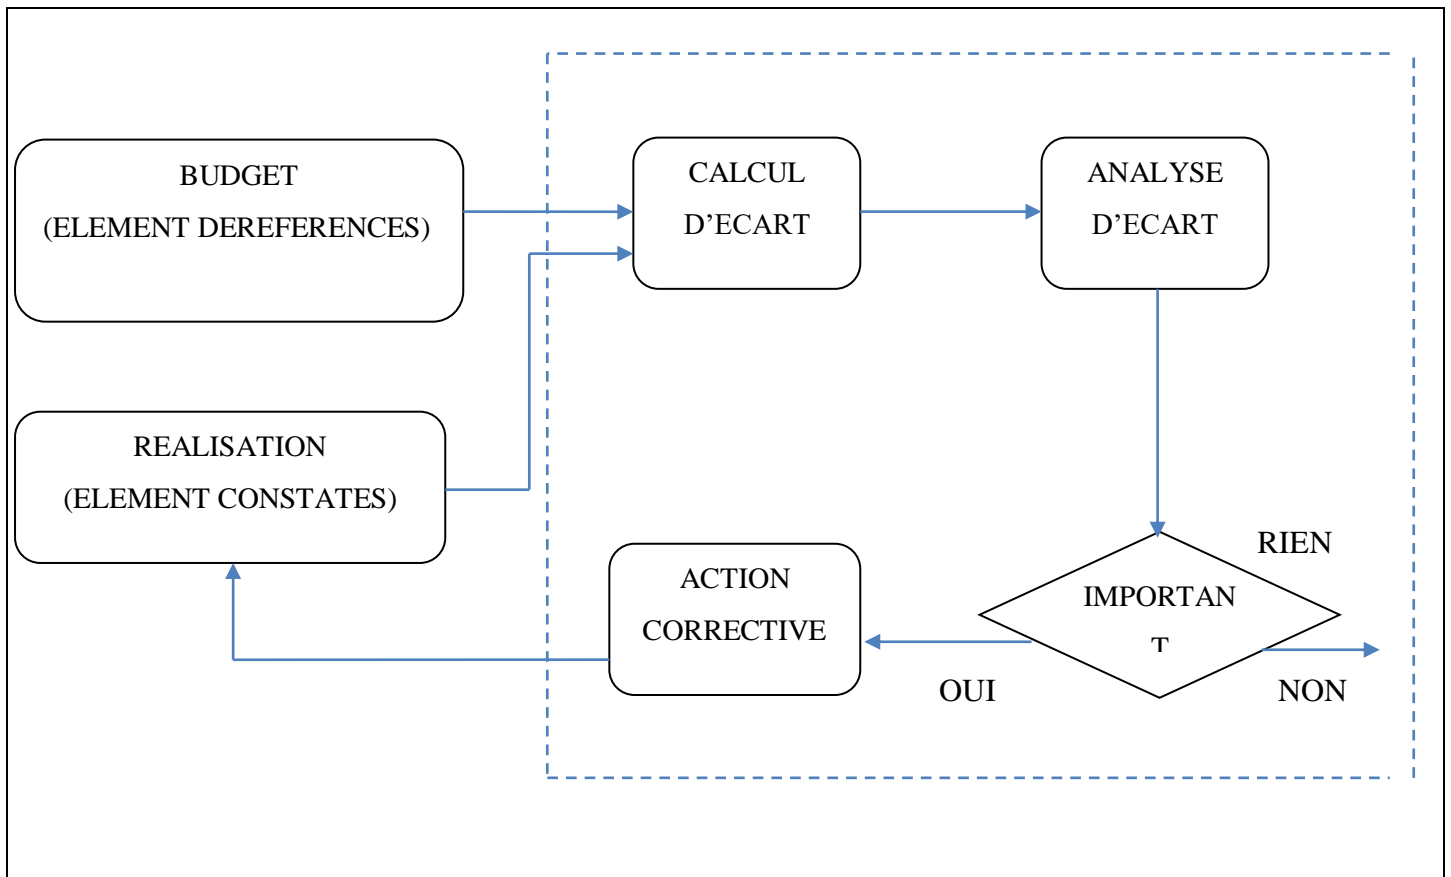 BUDGET
(ELEMENT DEREFERENCES)
CALCUL
D’ECART
ANALYSE
D’ECART
REALISATION
(ELEMENT CONSTATES)
ACTION
CORRECTIVE
RIEN
IMPORTAN
T
OUI
NON